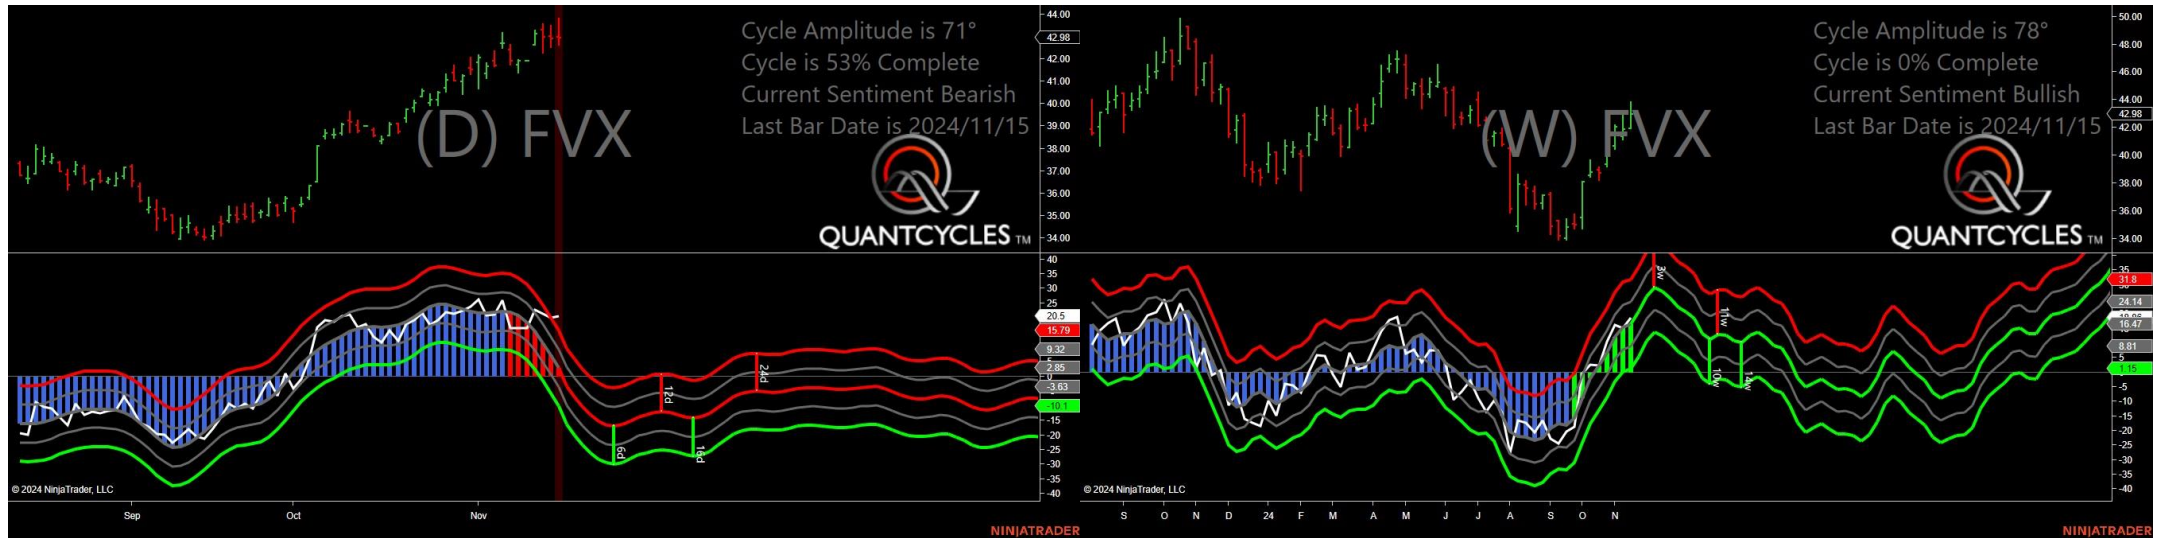 Cycle Amplitude is 71°
Cycle is 53% Complete
Current Sentiment Bearish
Last Bar Date is 2024/11/15
(D) FVX
QUANTCYCLES TM
44.00
42.98
42.00
41.00
40.00
39.00
38.00
37.00
36.00
35.00
34.00
40
35
30
25
20.5
15.79
9.32
5
2.85
0
-3.63
-10.1
-15
-20
-25
-30
-35
-40
6d
12d
16d
24d
© 2024 NinjaTrader, LLC
Sep
Oct
Nov
NINJATRADER
Cycle Amplitude is 78°
Cycle is 0% Complete
Current Sentiment Bullish
Last Bar Date is 2024/11/15
(W) FVX
QUANTCYCLES TM
50.00
48.00
46.00
44.00
42.98
42.00
40.00
38.00
36.00
34.00
35
31.8
24.14
16.47
8.81
5
1.15
-5
-10
-15
-20
-25
-30
-35
-40
3w
11w
10w
14w
© 2024 NinjaTrader, LLC
S O N D 24 F M A M J J A S O N
NINJATRADER